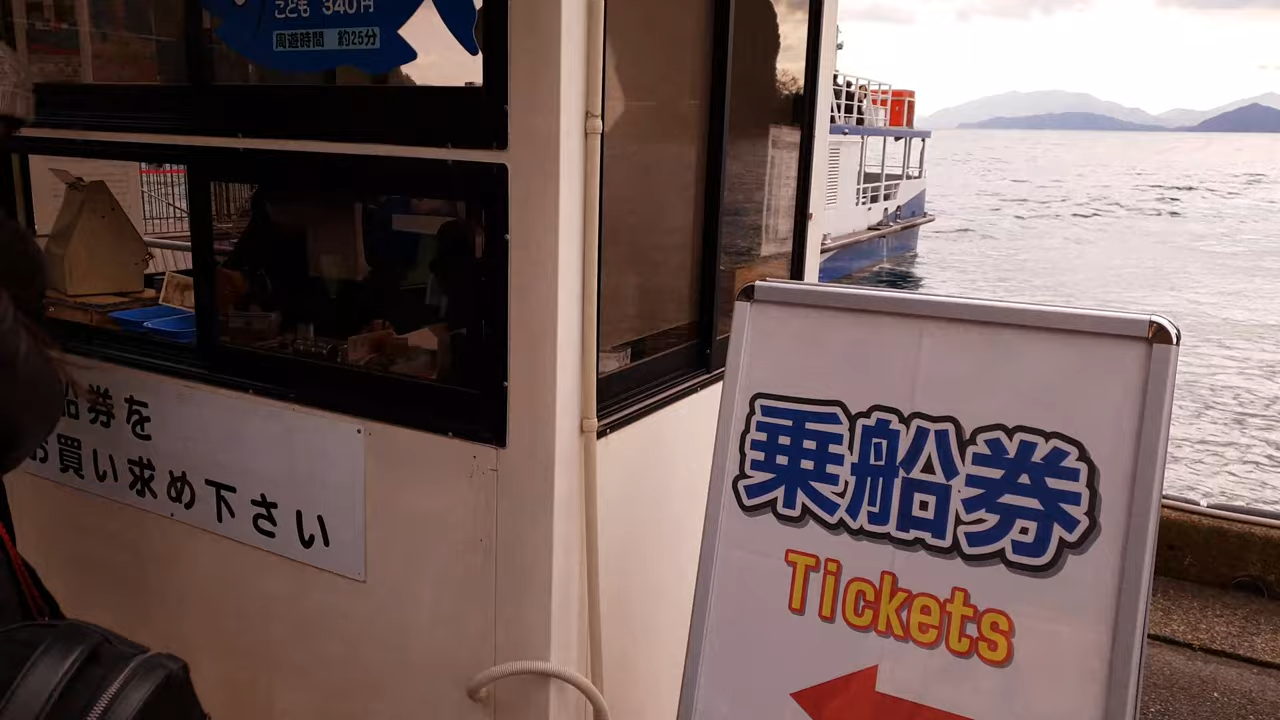 こども 340円
周遊時間 約25分
船券を
お買い求め下さい
乗船券
Tickets